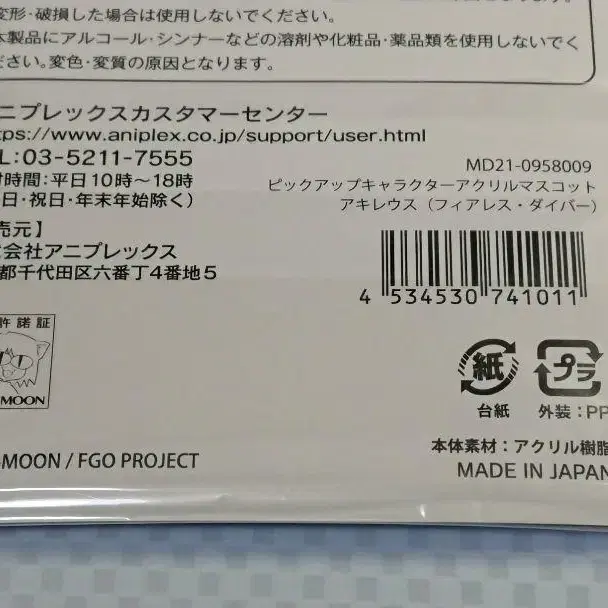 変形・破損した場合は使用しないでください。
本製品にアルコール・シンナーなどの溶剤や化粧品・薬品類を使用しないでく
ださい。変色・変質の原因となります。
アニプレックスカスタマーセンター
https://www.aniplex.co.jp/support/user.html
TEL:03-5211-7555
付時間:平日10時〜18時
日・祝日・年末年始除く)
売元】
式会社アニプレックス
都千代田区六番丁4番地5
MD21-0958009
ピックアップキャラクターアクリルマスコット
アキレウス(フィアレス・ダイバー)
4 534530 741011
許諾証
MOON
紙
台紙
プラ
外装:PP
本体素材:アクリル樹脂
MADE IN JAPAN
-MOON / FGO PROJECT